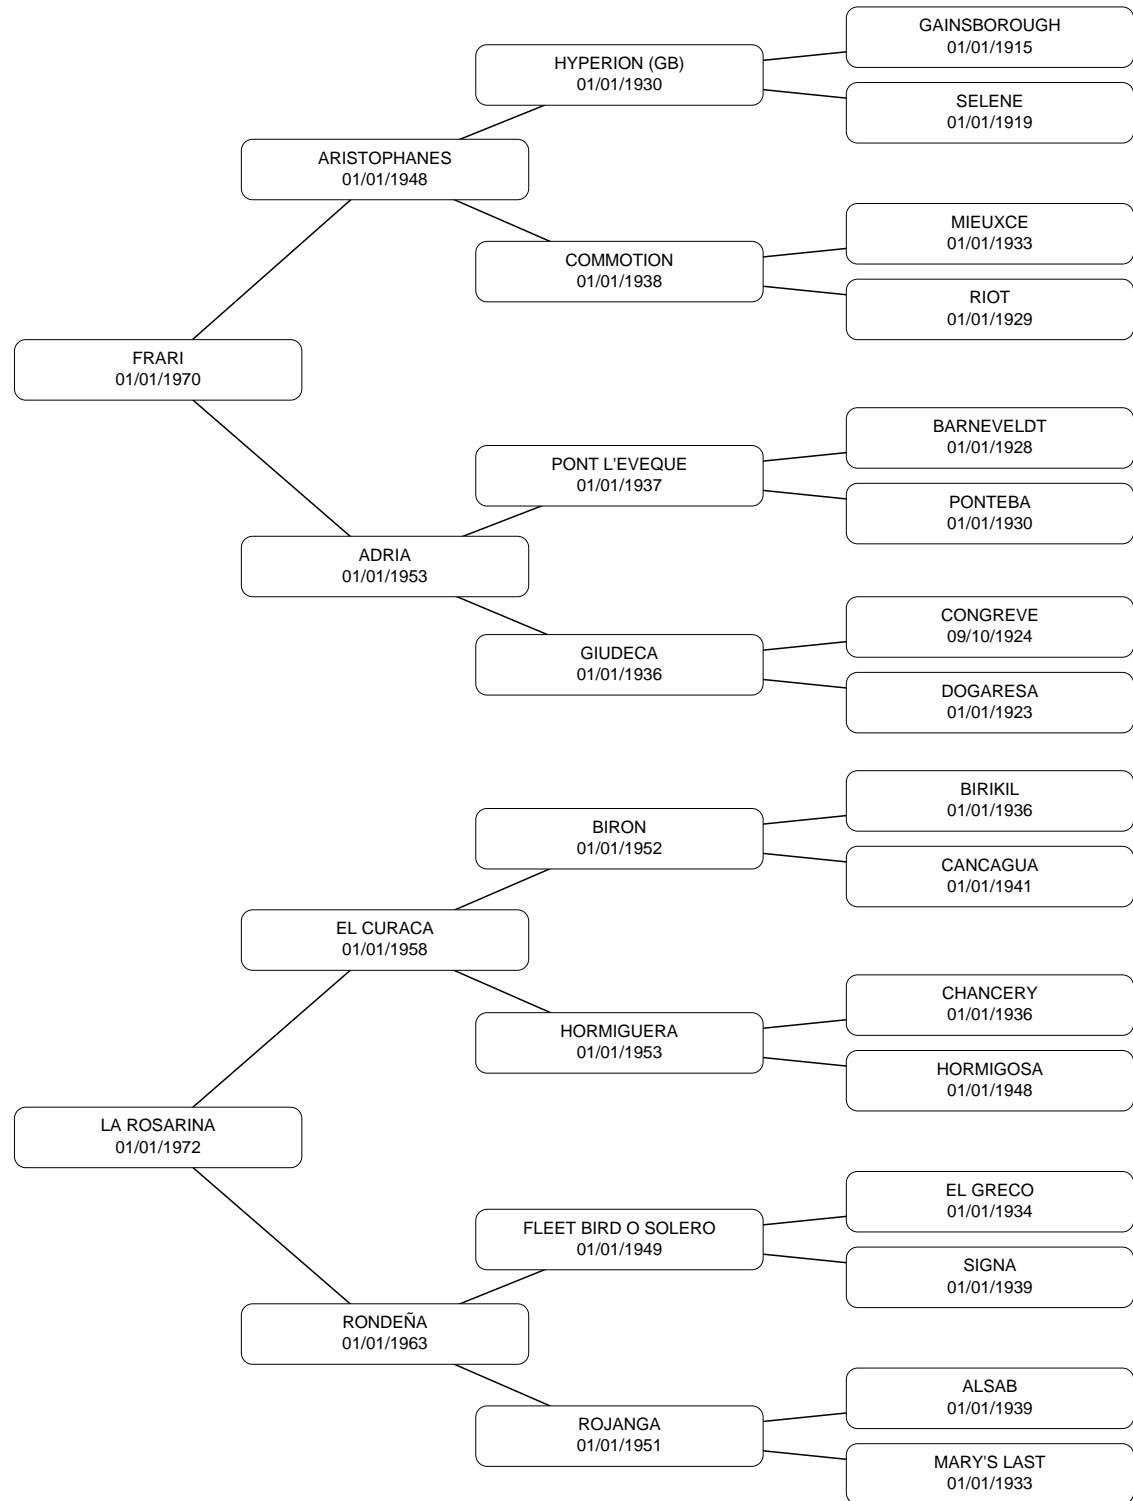 GAINSBOROUGH
01/01/1915
HYPERION (GB)
01/01/1930
SELENE
01/01/1919
ARISTOPHANES
01/01/1948
MIEUXCE
01/01/1933
COMMOTION
01/01/1938
RIOT
01/01/1929
FRARI
01/01/1970
BARNEVELDT
01/01/1928
PONT L'EVEQUE
01/01/1937
PONTEBA
01/01/1930
ADRIA
01/01/1953
CONGREVE
09/10/1924
GIUDECA
01/01/1936
DOGARESA
01/01/1923
BIRIKIL
01/01/1936
BIRON
01/01/1952
CANCAGUA
01/01/1941
EL CURACA
01/01/1958
CHANCERY
01/01/1936
HORMIGUERA
01/01/1953
HORMIGOSA
01/01/1948
LA ROSARINA
01/01/1972
EL GRECO
01/01/1934
FLEET BIRD O SOLERO
01/01/1949
SIGNA
01/01/1939
RONDEÑA
01/01/1963
ALSAB
01/01/1939
ROJANGA
01/01/1951
MARY'S LAST
01/01/1933